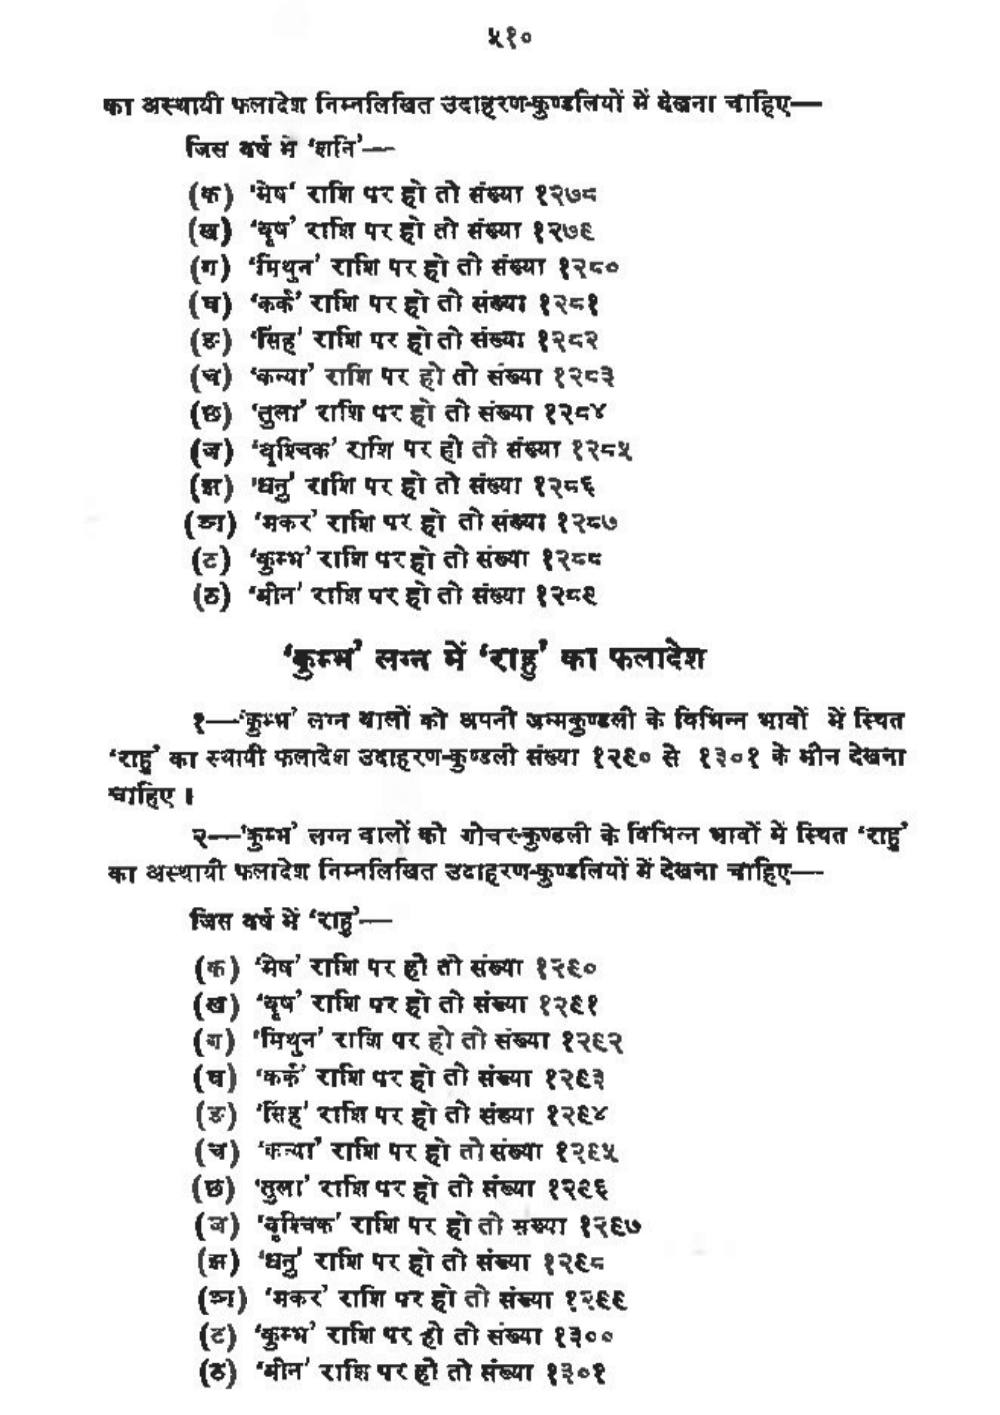 ५१०
का अस्थायी फलादेश निम्नलिखित उदाहरण-कुण्डलियों में देखना चाहिए—
जिस वर्ष में ‘शनि’—
(क) ‘मेष’ राशि पर हो तो संख्या १२७८
(ख) ‘वृष’ राशि पर हो तो संख्या १२७९
(ग) ‘मिथुन’ राशि पर हो तो संख्या १२८०
(घ) ‘कर्क’ राशि पर हो तो संख्या १२८१
(ङ) ‘सिंह’ राशि पर हो तो संख्या १२८२
(च) ‘कन्या’ राशि पर हो तो संख्या १२८३
(छ) ‘तुला’ राशि पर हो तो संख्या १२८४
(ज) ‘वृश्चिक’ राशि पर हो तो संख्या १२८५
(झ) ‘धनु’ राशि पर हो तो संख्या १२८६
(ञ) ‘मकर’ राशि पर हो तो संख्या १२८७
(ट) ‘कुम्भ’ राशि पर हो तो संख्या १२८८
(ठ) ‘मीन’ राशि पर हो तो संख्या १२८९
‘कुम्भ’ लग्न में ‘राहु’ का फलादेश
१—‘कुम्भ’ लग्न वालों को अपनी जन्मकुण्डली के विभिन्न भावों में स्थित
‘राहु’ का स्थायी फलादेश उदाहरण-कुण्डली संख्या १२९० से १३०१ के मीन देखना
चाहिए ।
२—‘कुम्भ’ लग्न वालों को गोचर-कुण्डली के विभिन्न भावों में स्थित ‘राहु’
का अस्थायी फलादेश निम्नलिखित उदाहरण-कुण्डलियों में देखना चाहिए—
जिस वर्ष में ‘राहु’—
(क) ‘मेष’ राशि पर हो तो संख्या १२९०
(ख) ‘वृष’ राशि पर हो तो संख्या १२९१
(ग) ‘मिथुन’ राशि पर हो तो संख्या १२९२
(घ) ‘कर्क’ राशि पर हो तो संख्या १२९३
(ङ) ‘सिंह’ राशि पर हो तो संख्या १२९४
(च) ‘कन्या’ राशि पर हो तो संख्या १२९५
(छ) ‘तुला’ राशि पर हो तो संख्या १२९६
(ज) ‘वृश्चिक’ राशि पर हो तो संख्या १२९७
(झ) ‘धनु’ राशि पर हो तो संख्या १२९८
(ञ) ‘मकर’ राशि पर हो तो संख्या १२९९
(ट) ‘कुम्भ’ राशि पर हो तो संख्या १३००
(ठ) ‘मीन’ राशि पर हो तो संख्या १३०१